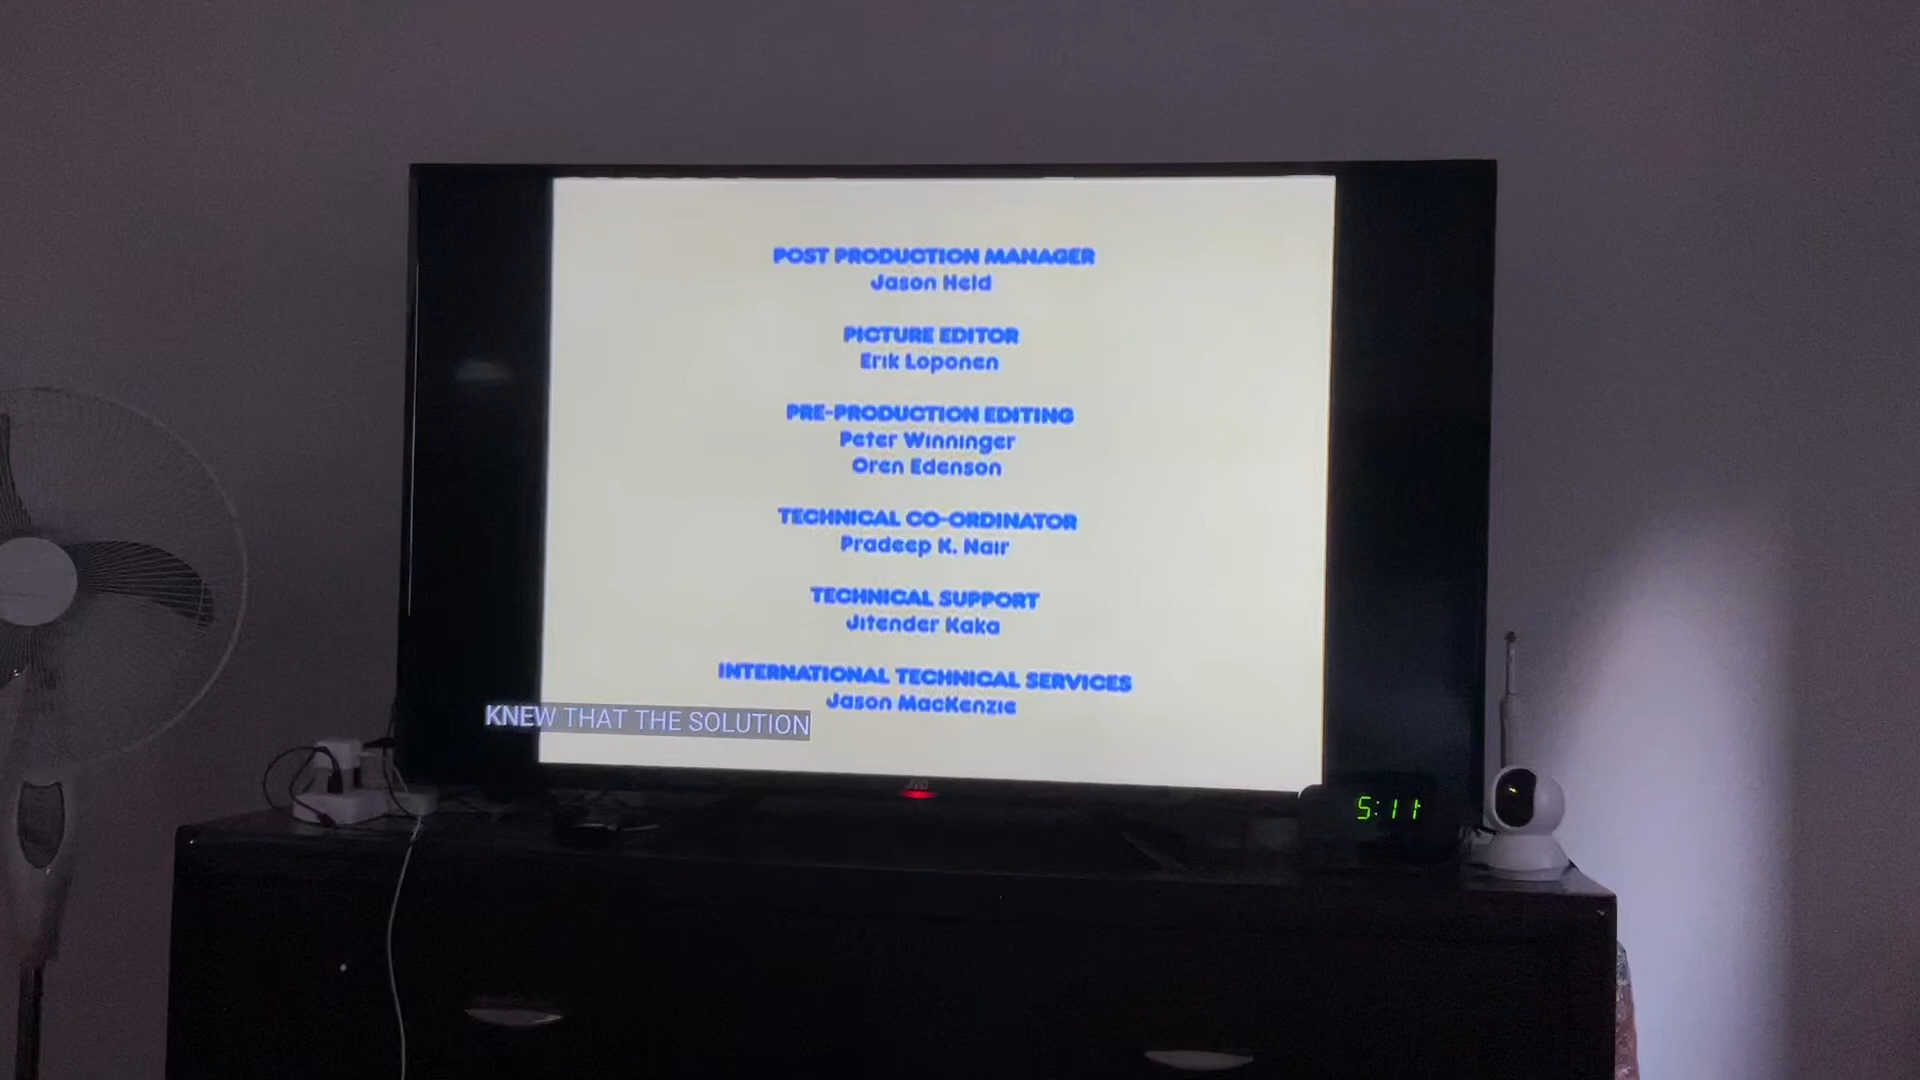 POST PRODUCTION MANAGER
Jason Held
PICTURE EDITOR
Erik Loponen
PRE-PRODUCTION EDITING
Peter Winninger
Oren Edenson
TECHNICAL CO-ORDINATOR
Pradeep K. Nair
TECHNICAL SUPPORT
Jitender Kaka
INTERNATIONAL TECHNICAL SERVICES
Jason MacKenzie
KNEW THAT THE SOLUTION
JVC
5:11